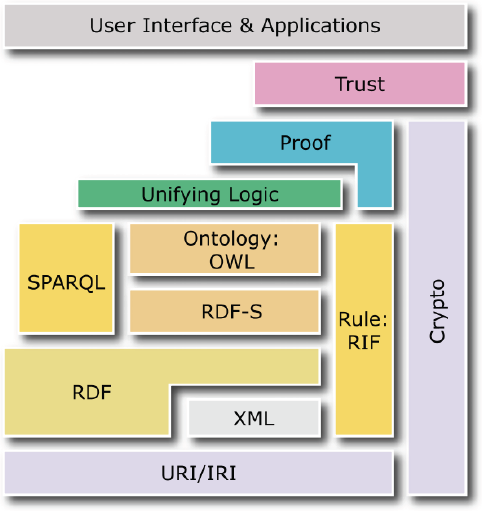 User Interface & Applications
Trust
Proof
Unifying Logic
Ontology:
OWL
SPARQL
RDF-S
Rule:
RIF
Crypto
RDF
XML
URI/IRI